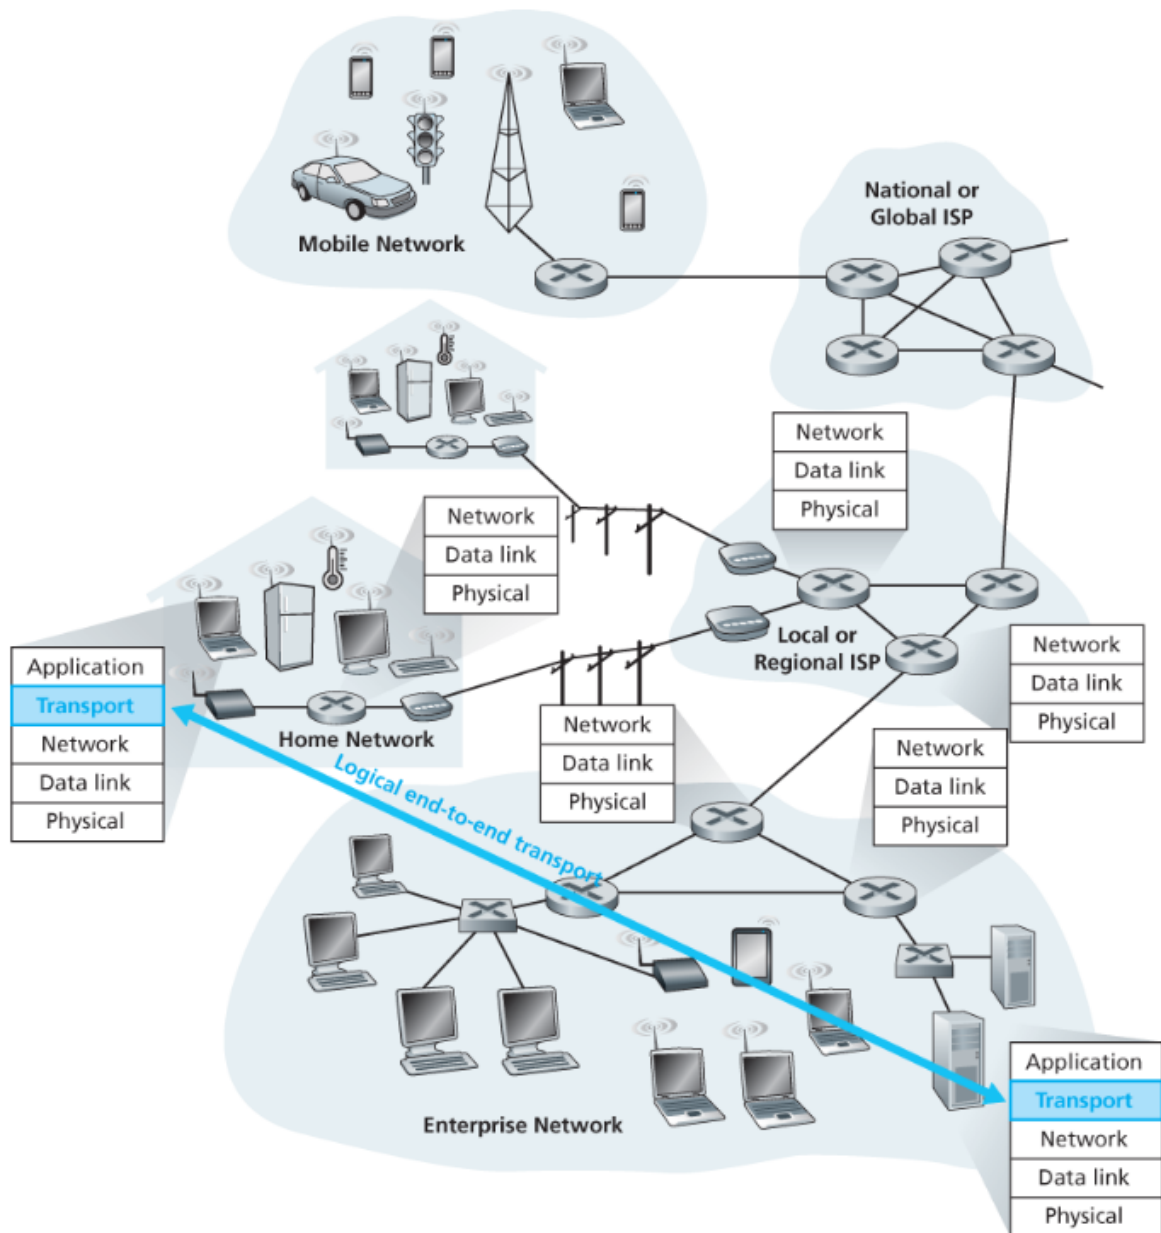 National or
Global ISP
Mobile Network
Network
Data link
Physical
Network
Data link
Physical
Local or
Regional ISP
Network
Data link
Physical
Application
Transport
Network
Data link
Physical
Home Network
Network
Data link
Physical
Network
Data link
Physical
Logical end-to-end transport
Enterprise Network
Application
Transport
Network
Data link
Physical